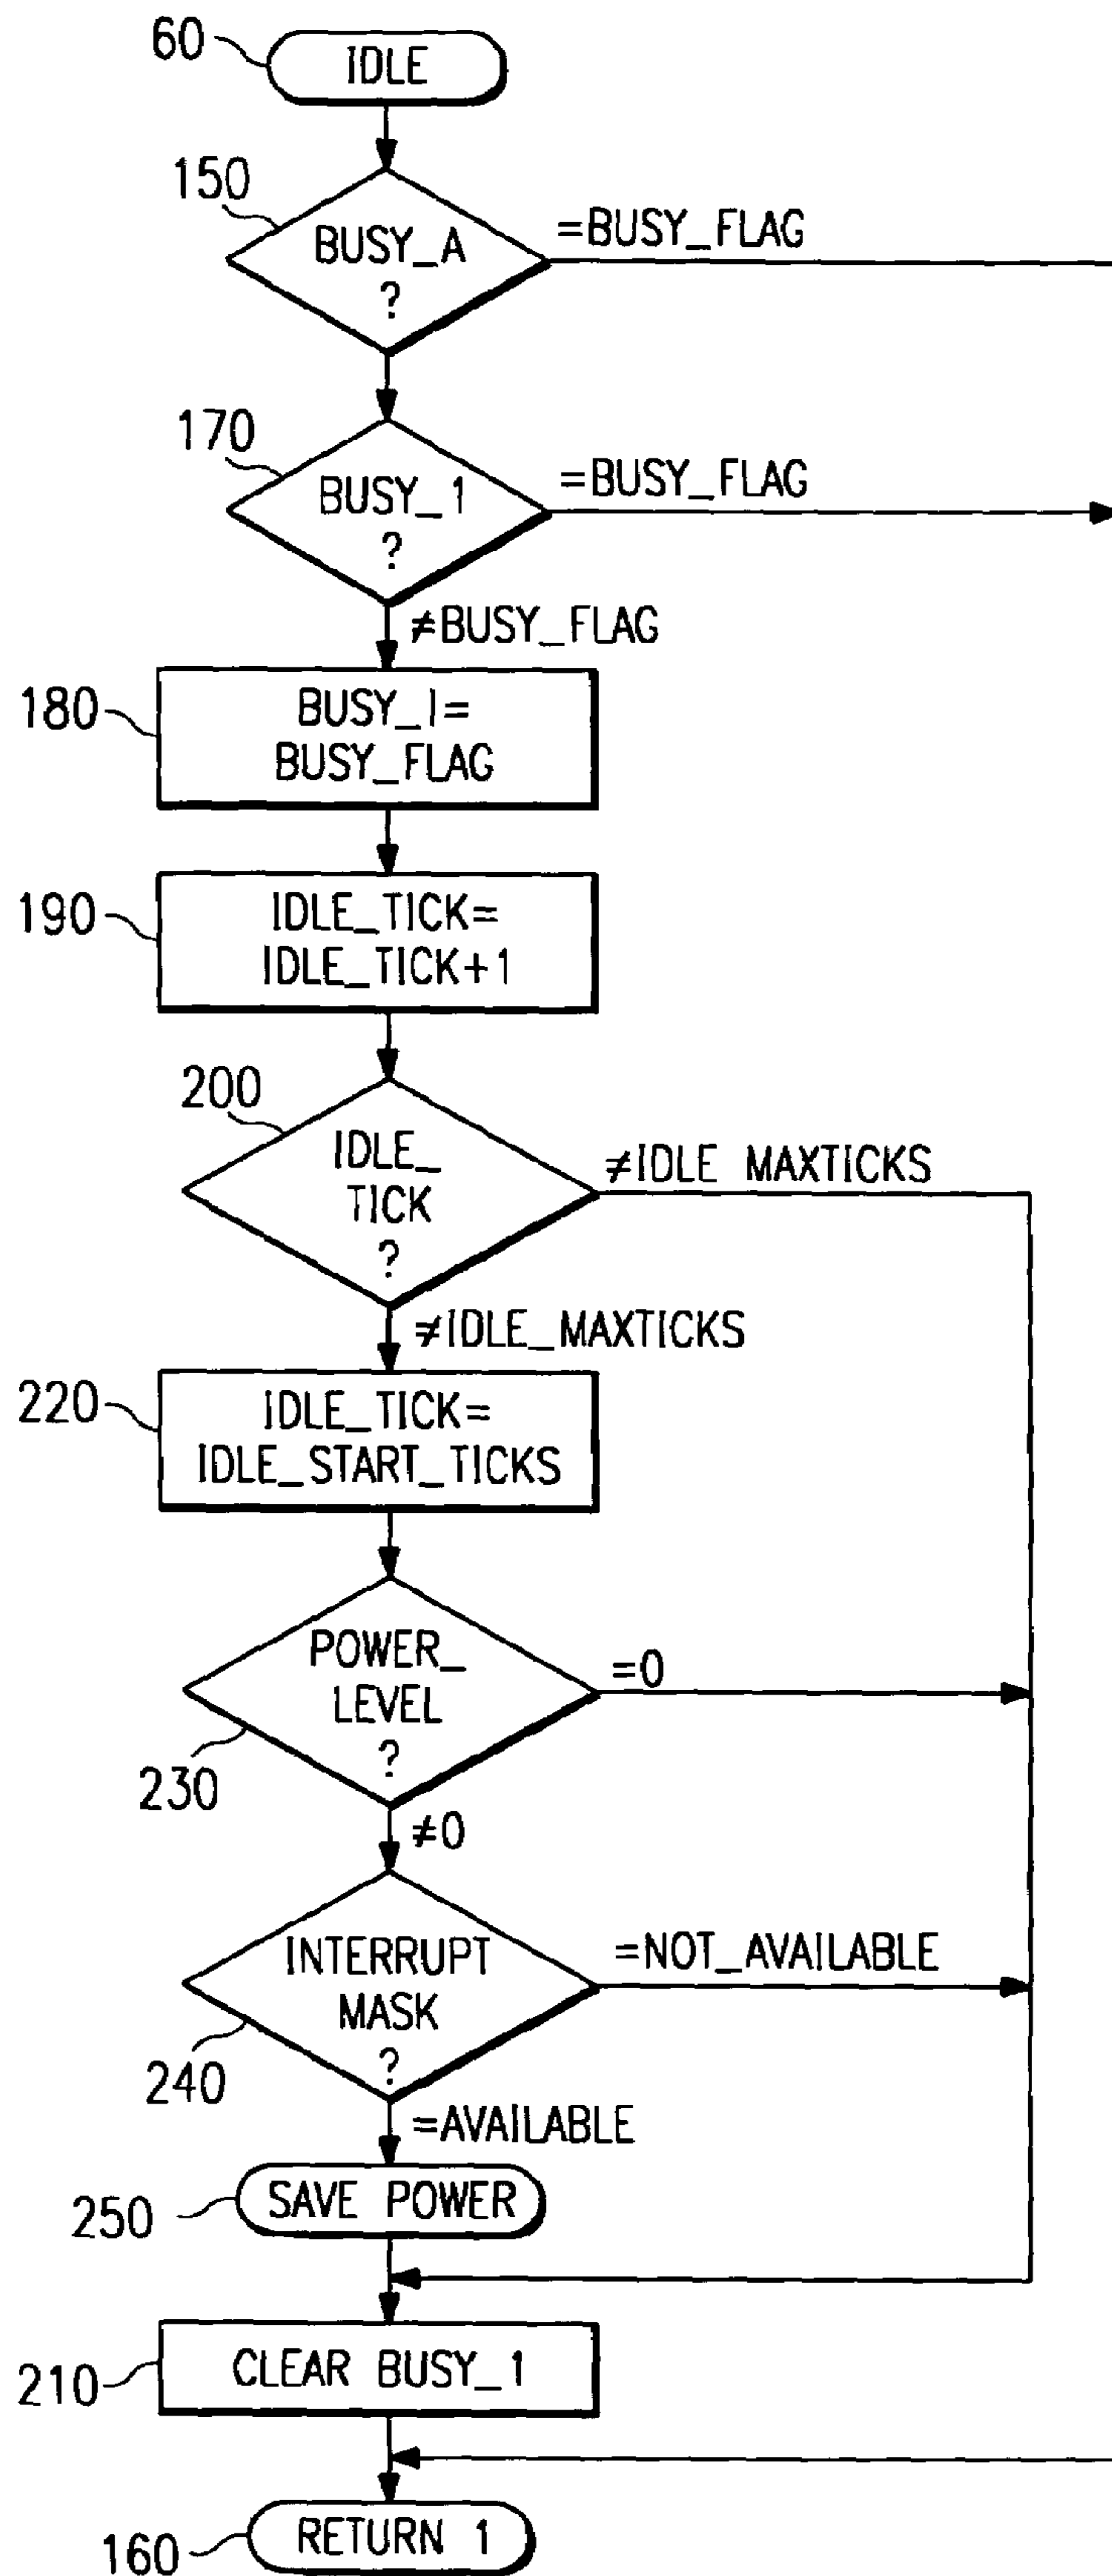 60
IDLE
150
BUSY_A
?
=BUSY_FLAG
170
BUSY_1
?
=BUSY_FLAG
≠BUSY_FLAG
180
BUSY_I=
BUSY_FLAG
190
IDLE_TICK=
IDLE_TICK+1
200
IDLE_
TICK
?
≠IDLE MAXTICKS
≠IDLE_MAXTICKS
220
IDLE_TICK=
IDLE_START_TICKS
POWER_
LEVEL
?
=0
230
≠0
INTERRUPT
MASK
?
=NOT_AVAILABLE
240
=AVAILABLE
250
SAVE POWER
210
CLEAR BUSY_1
160
RETURN 1